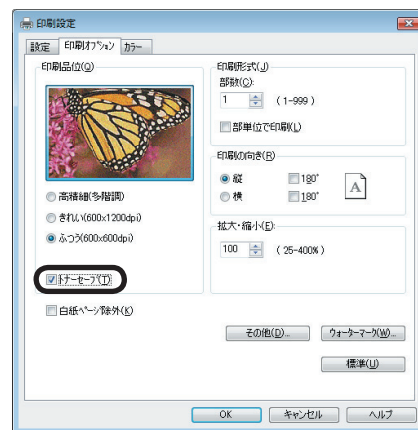 印刷設定
設定 印刷オプション カラー
印刷品位(Q)
高精細(多階調)
きれい(600x1200dpi)
ふつう(600x600dpi)
トナーセーブ(T)
白紙ページ除外(K)
印刷形式(J)
部数(C):
1 (1-999)
部単位で印刷(L)
印刷の向き(R)
縦 180°
横 180°
A
拡大・縮小(E):
100 (25-400%)
その他(D)... ウォーターマーク(W)...
標準(U)
OK キャンセル ヘルプ